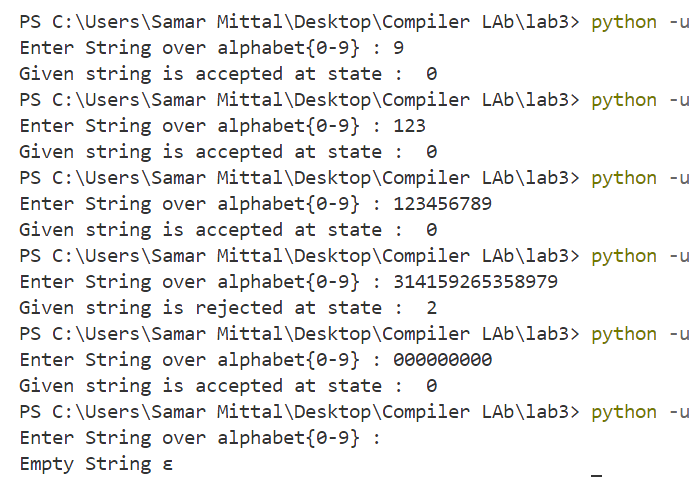 PS C:\Users\Samar Mittal\Desktop\Compiler LAb\lab3> python -u
Enter String over alphabet{0-9} : 9
Given string is accepted at state :  0
PS C:\Users\Samar Mittal\Desktop\Compiler LAb\lab3> python -u
Enter String over alphabet{0-9} : 123
Given string is accepted at state :  0
PS C:\Users\Samar Mittal\Desktop\Compiler LAb\lab3> python -u
Enter String over alphabet{0-9} : 123456789
Given string is accepted at state :  0
PS C:\Users\Samar Mittal\Desktop\Compiler LAb\lab3> python -u
Enter String over alphabet{0-9} : 314159265358979
Given string is rejected at state :  2
PS C:\Users\Samar Mittal\Desktop\Compiler LAb\lab3> python -u
Enter String over alphabet{0-9} : 000000000
Given string is accepted at state :  0
PS C:\Users\Samar Mittal\Desktop\Compiler LAb\lab3> python -u
Enter String over alphabet{0-9} :
Empty String ε